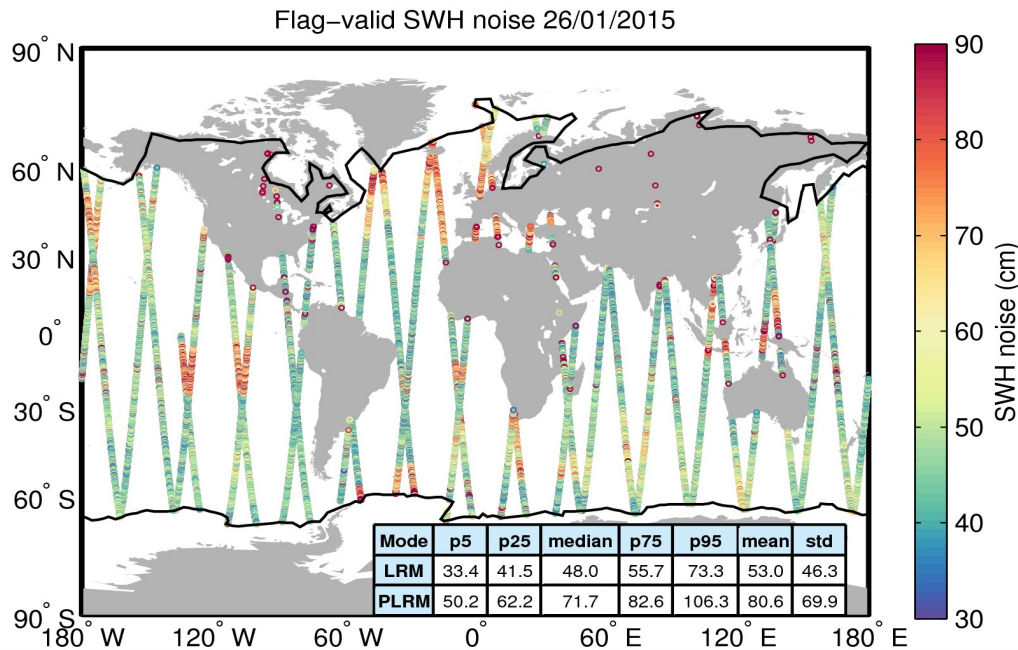 Flag-valid SWH noise 26/01/2015
90° N
60° N
30° N
0°
30° S
60° S
90° S
180° W
120° W
60° W
0°
60° E
120° E
180° E
Mode p5 p25 median p75 p95 mean std
LRM 33.4 41.5 48.0 55.7 73.3 53.0 46.3
PLRM 50.2 62.2 71.7 82.6 106.3 80.6 69.9
90
80
70
60
50
40
30
SWH noise (cm)